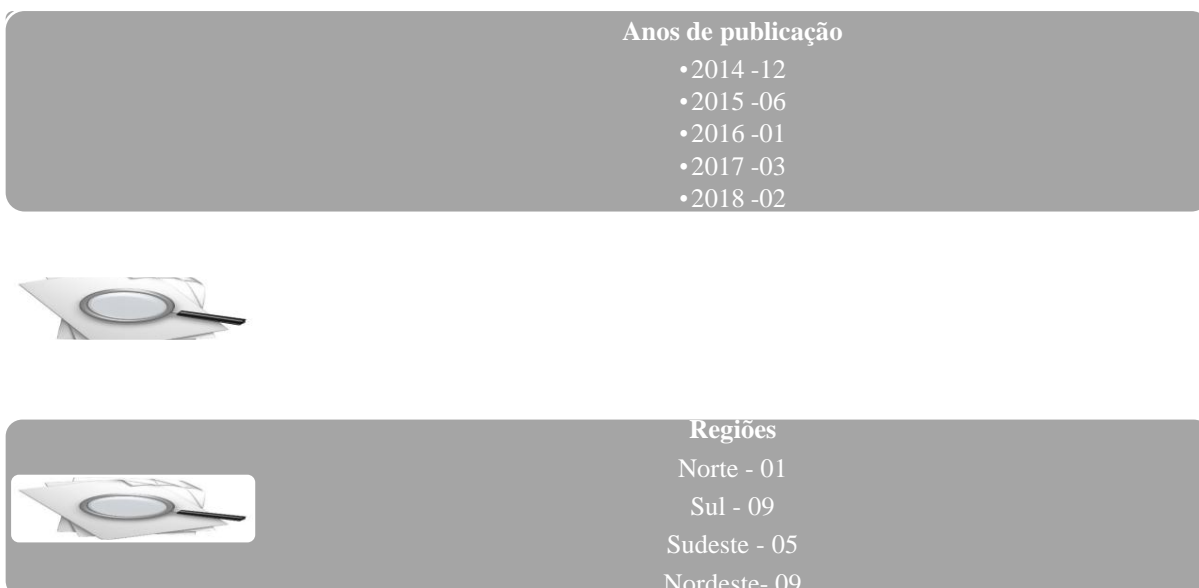 Anos de publicação
•2014 -12
•2015 -06
•2016 -01
•2017 -03
•2018 -02
Regiões
Norte - 01
Sul - 09
Sudeste - 05
Nordeste- 09